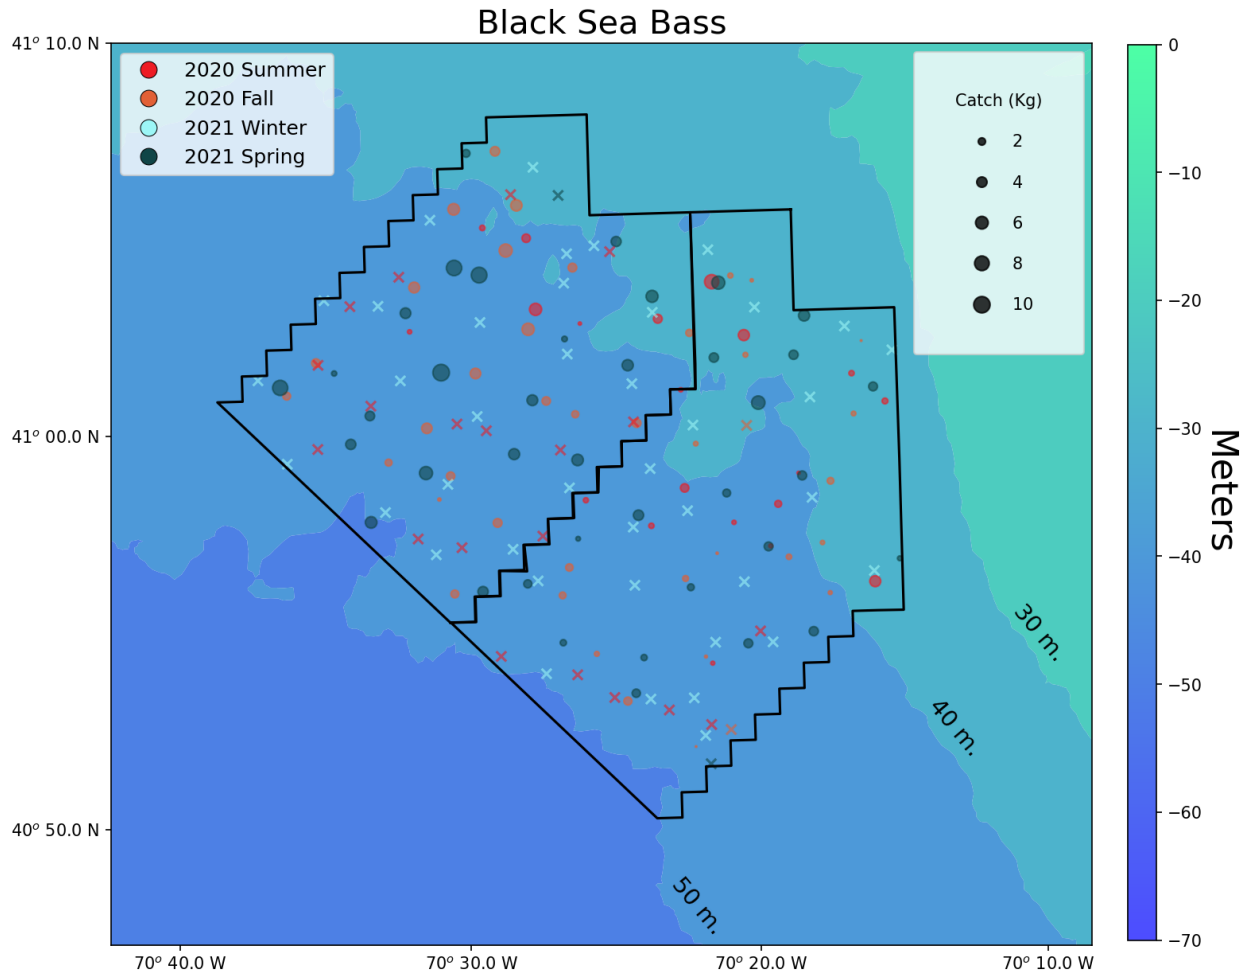 Black Sea Bass
41° 10.0 N
41° 00.0 N
40° 50.0 N
70° 40.0 W
70° 30.0 W
70° 20.0 W
70° 10.0 W
2020 Summer
2020 Fall
2021 Winter
2021 Spring
Catch (Kg)
2
4
6
8
10
30 m.
40 m.
50 m.
0
−10
−20
−30
−40
−50
−60
−70
Meters